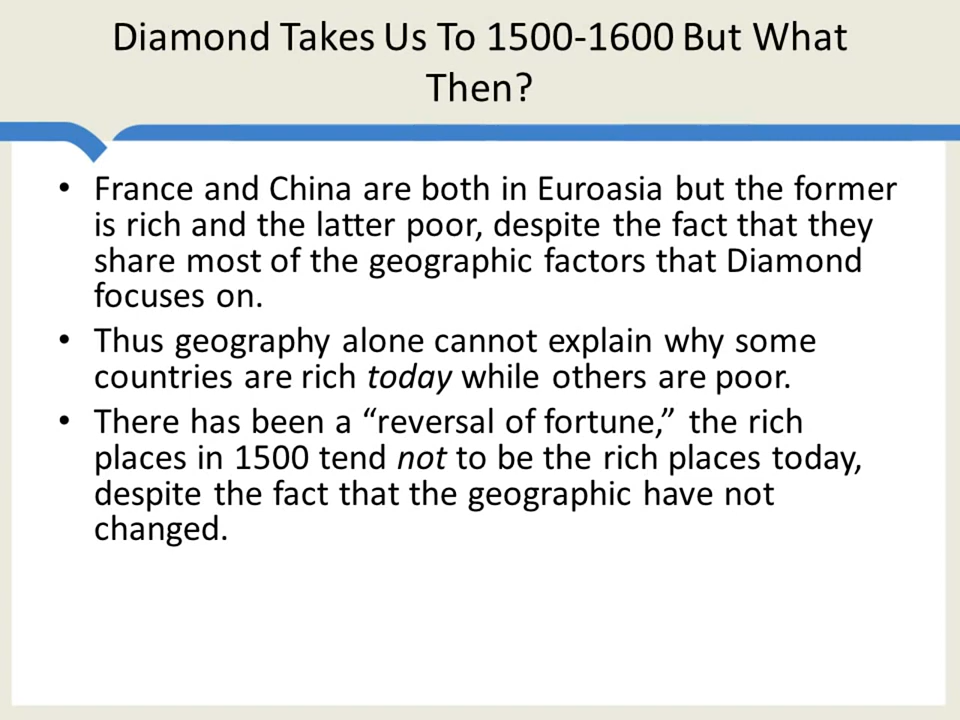 Diamond Takes Us To 1500-1600 But What
Then?
• France and China are both in Euroasia but the former
is rich and the latter poor, despite the fact that they
share most of the geographic factors that Diamond
focuses on.
• Thus geography alone cannot explain why some
countries are rich today while others are poor.
• There has been a “reversal of fortune,” the rich
places in 1500 tend not to be the rich places today,
despite the fact that the geographic have not
changed.